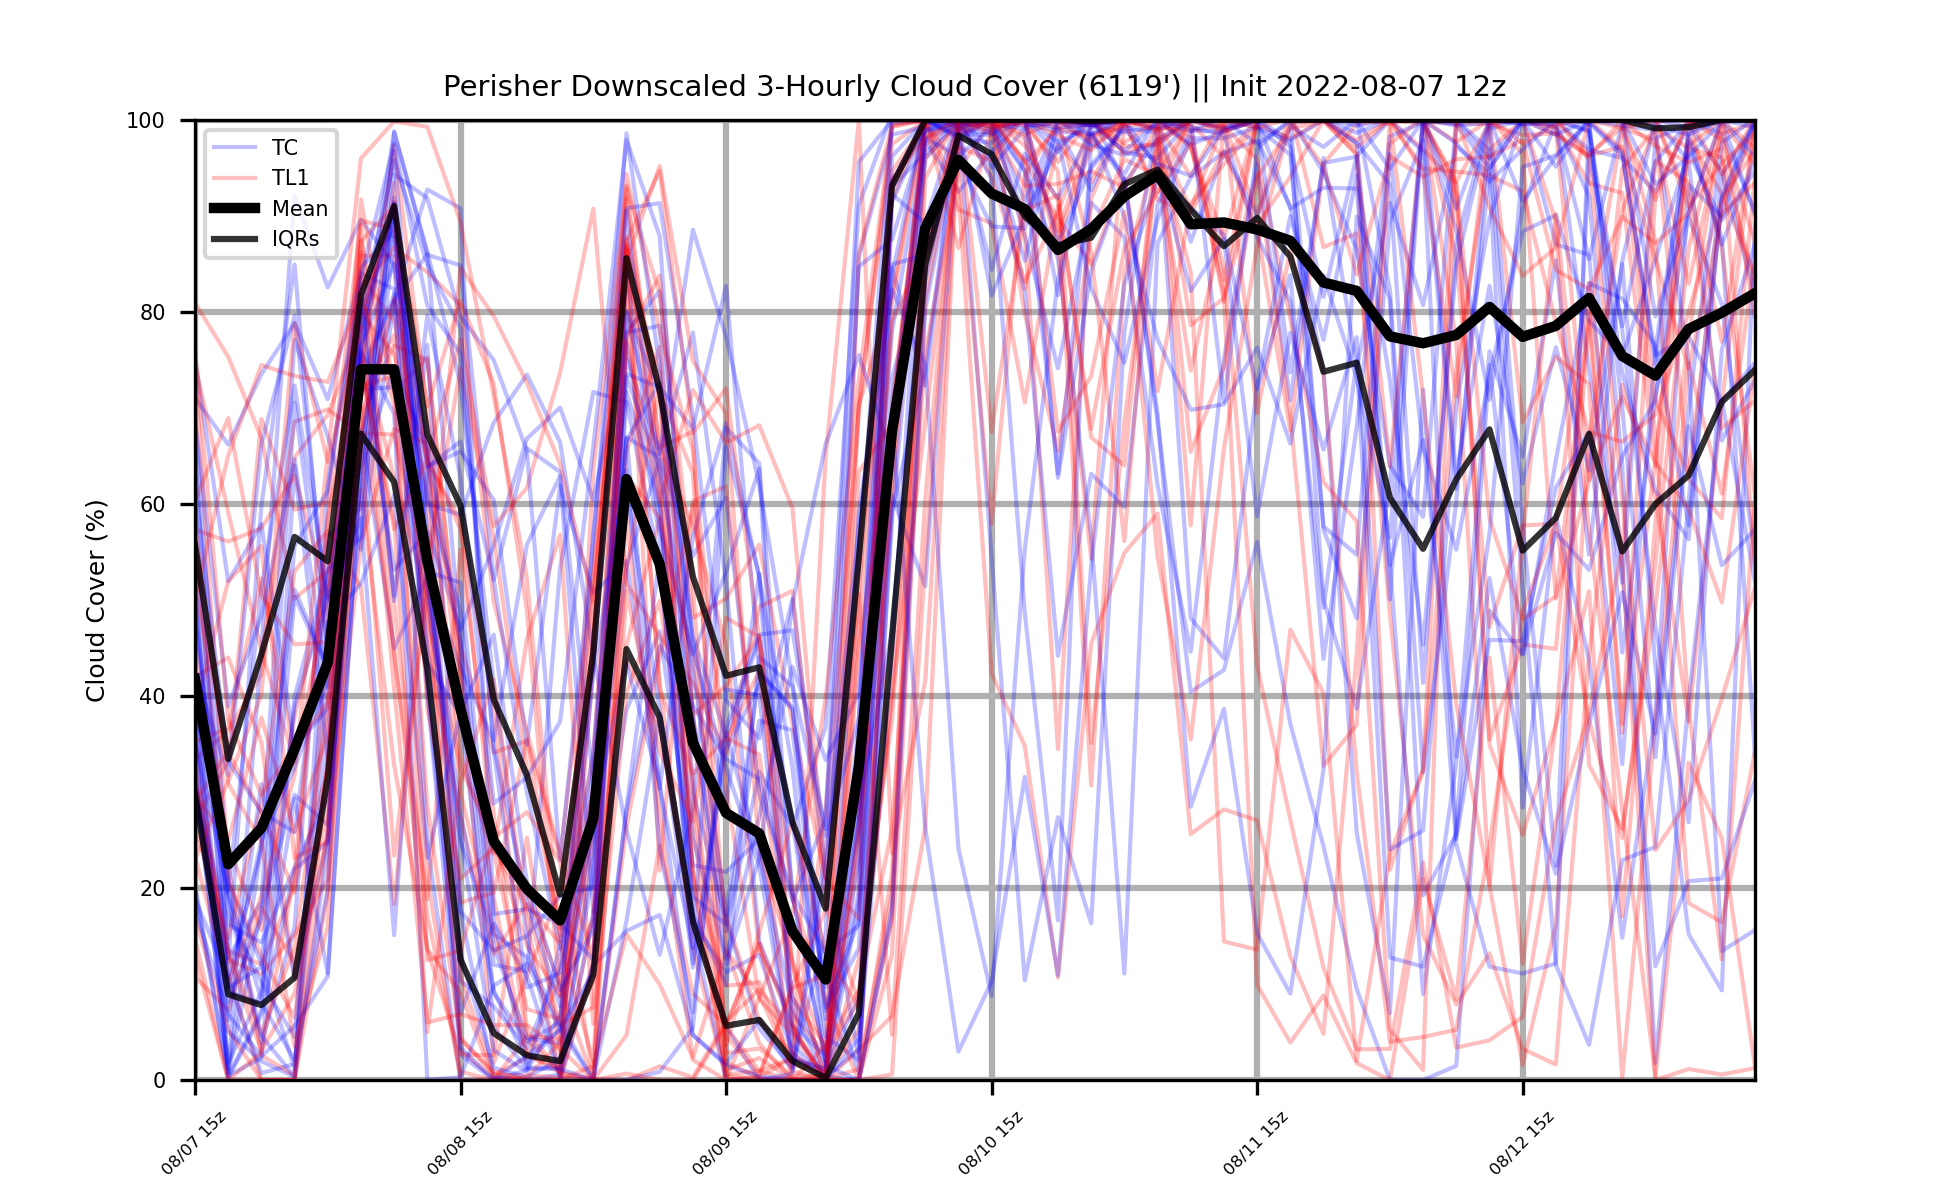 Perisher Downscaled 3-Hourly Cloud Cover (6119') || Init 2022-08-07 12z
Cloud Cover (%)
100
80
60
40
20
0
TC
TL1
Mean
IQRs
08/07 15z
08/08 15z
08/09 15z
08/10 15z
08/11 15z
08/12 15z